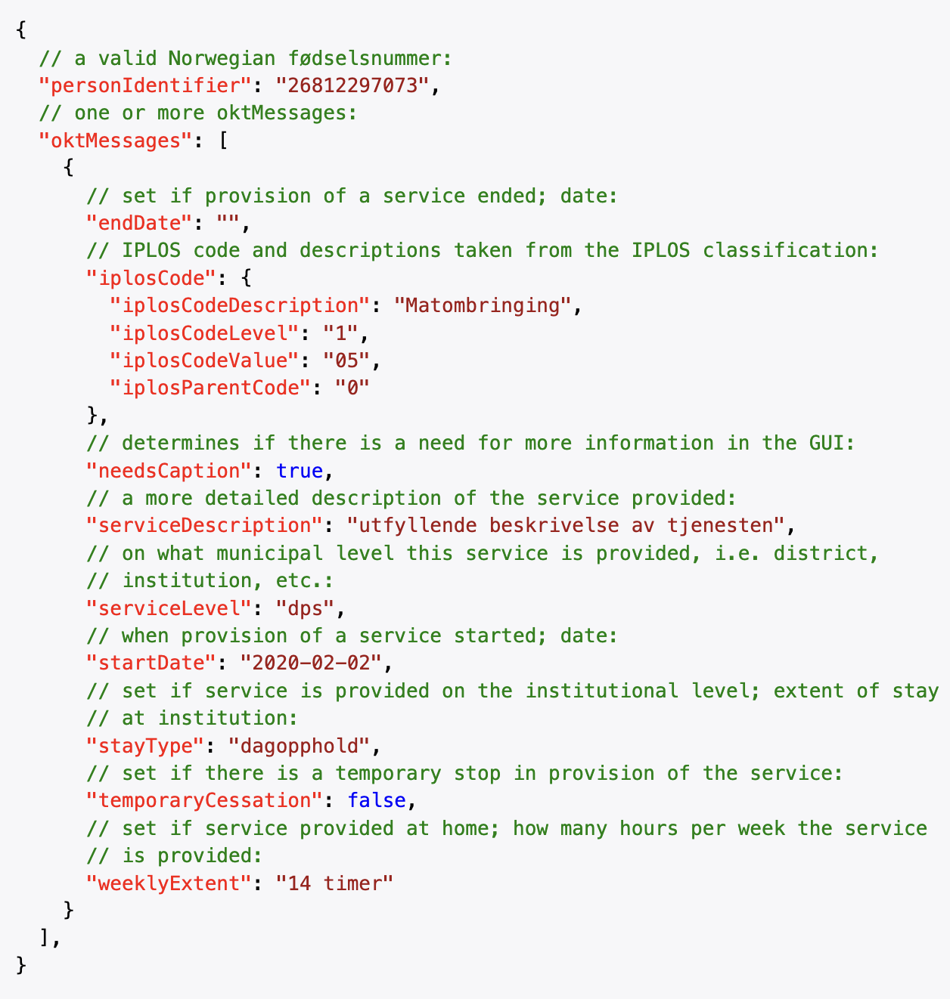 {
  // a valid Norwegian fødselsnummer:
  "personIdentifier": "26812297073",
  // one or more oktMessages:
  "oktMessages": [
    {
      // set if provision of a service ended; date:
      "endDate": "",
      // IPLOS code and descriptions taken from the IPLOS classification:
      "iplosCode": {
        "iplosCodeDescription": "Matombringing",
        "iplosCodeLevel": "1",
        "iplosCodeValue": "05",
        "iplosParentCode": "0"
      },
      // determines if there is a need for more information in the GUI:
      "needsCaption": true,
      // a more detailed description of the service provided:
      "serviceDescription": "utfyllende beskrivelse av tjenesten",
      // on what municipal level this service is provided, i.e. district,
      // institution, etc.:
      "serviceLevel": "dps",
      // when provision of a service started; date:
      "startDate": "2020-02-02",
      // set if service is provided on the institutional level; extent of stay
      // at institution:
      "stayType": "dagopphold",
      // set if there is a temporary stop in provision of the service:
      "temporaryCessation": false,
      // set if service provided at home; how many hours per week the service
      // is provided:
      "weeklyExtent": "14 timer"
    }
  ],
}